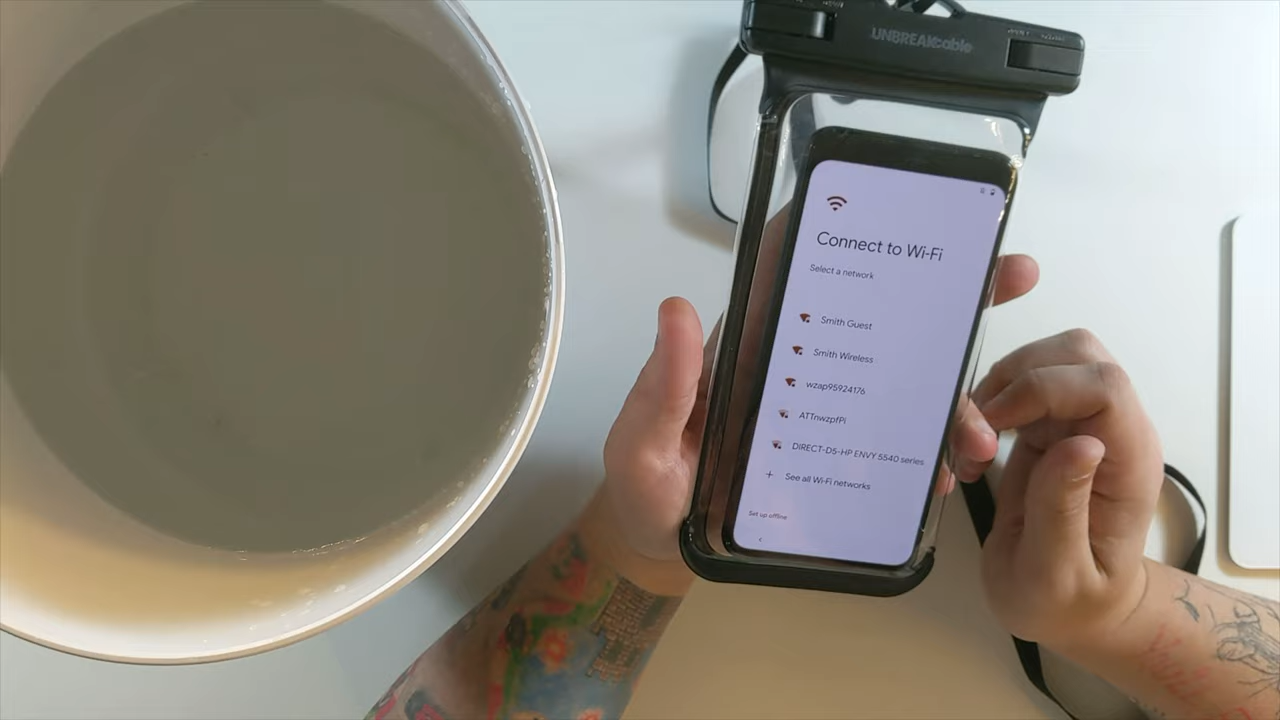 UNBREAKcable
Connect to Wi-Fi
Select a network
Smith Guest
Smith Wireless
wzap95924176
ATTnwzpfPi
DIRECT-D5-HP ENVY 5540 series
See all Wi-Fi networks
Set up offline